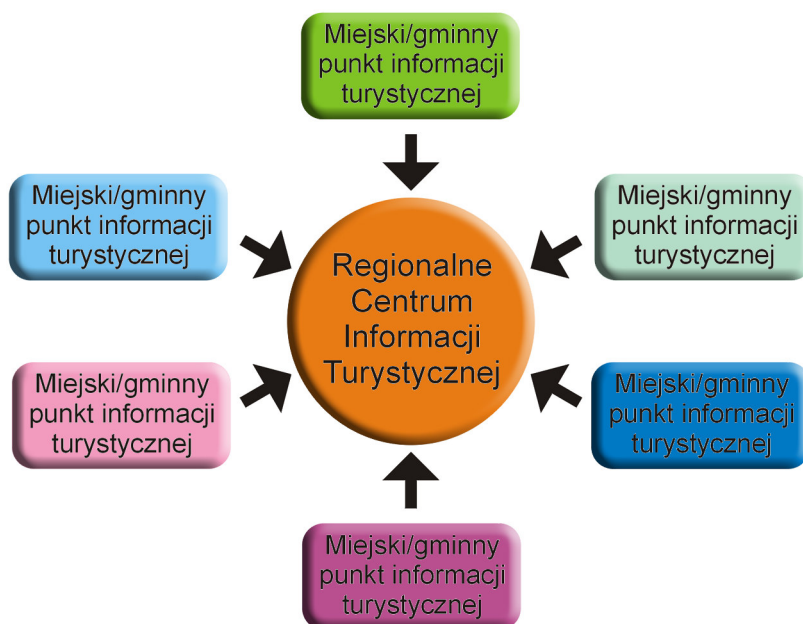 Miejski/gminny
punkt informacji
turystycznej
Miejski/gminny
punkt informacji
turystycznej
Miejski/gminny
punkt informacji
turystycznej
Regionalne
Centrum
Informacji
Turystycznej
Miejski/gminny
punkt informacji
turystycznej
Miejski/gminny
punkt informacji
turystycznej
Miejski/gminny
punkt informacji
turystycznej